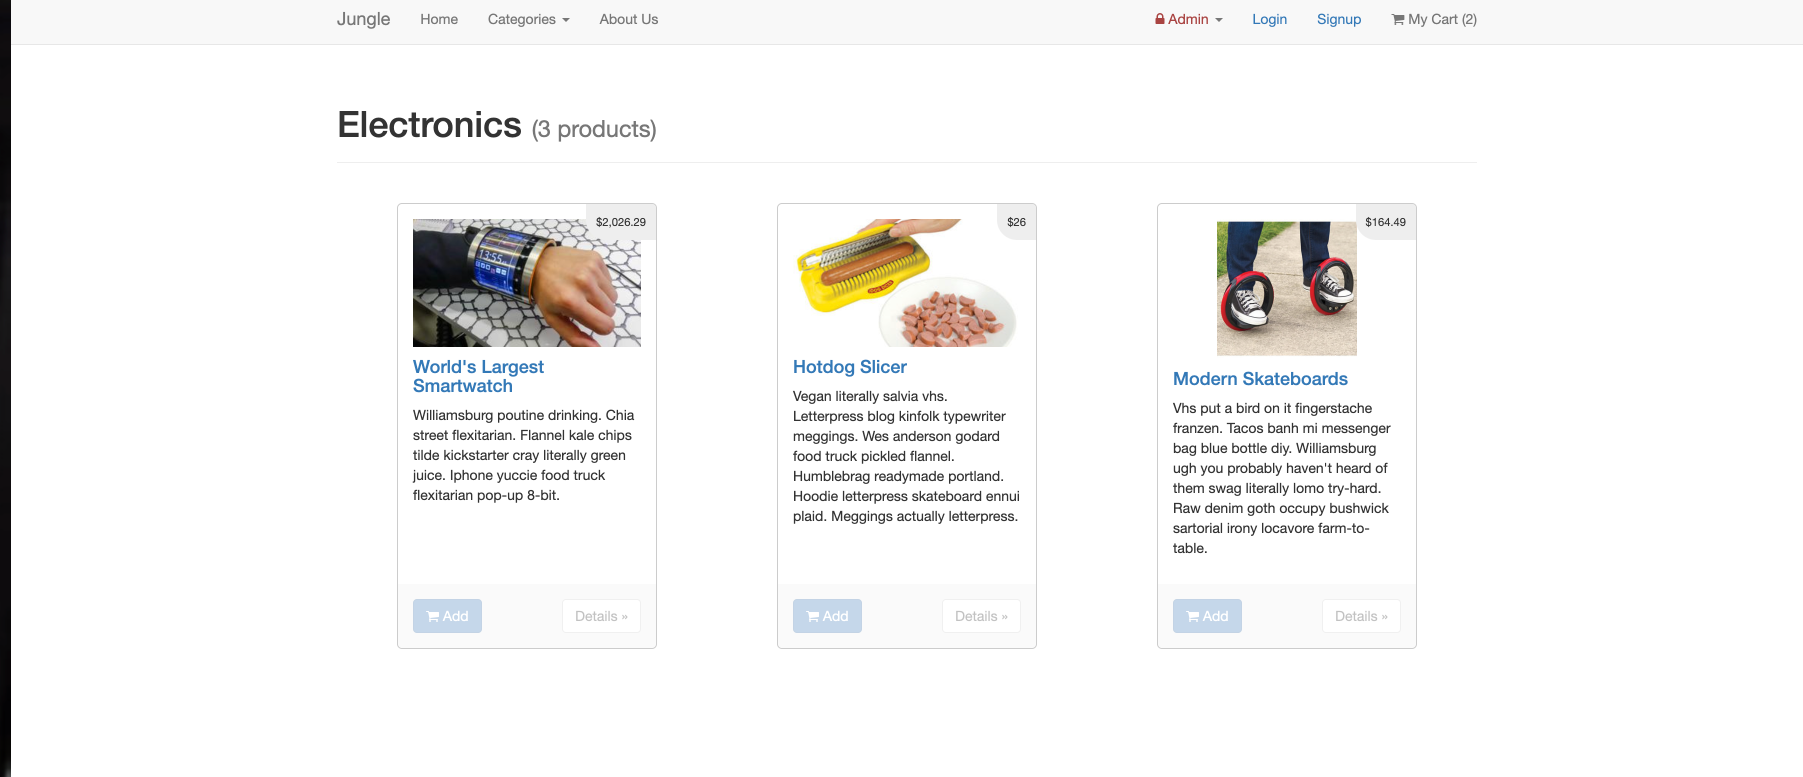 Jungle Home Categories About Us Admin Login Signup My Cart (2)
Electronics (3 products)
$2,026.29
13:55
World's Largest
Smartwatch
Williamsburg poutine drinking. Chia
street flexitarian. Flannel kale chips
tilde kickstarter cray literally green
juice. Iphone yuccie food truck
flexitarian pop-up 8-bit.
Add Details »
$26
Hotdog Slicer
Vegan literally salvia vhs.
Letterpress blog kinfolk typewriter
meggings. Wes anderson godard
food truck pickled flannel.
Humblebrag readymade portland.
Hoodie letterpress skateboard ennui
plaid. Meggings actually letterpress.
Add Details »
$164.49
Modern Skateboards
Vhs put a bird on it fingerstache
franzen. Tacos banh mi messenger
bag blue bottle diy. Williamsburg
ugh you probably haven't heard of
them swag literally lomo try-hard.
Raw denim goth occupy bushwick
sartorial irony locavore farm-to-
table.
Add Details »